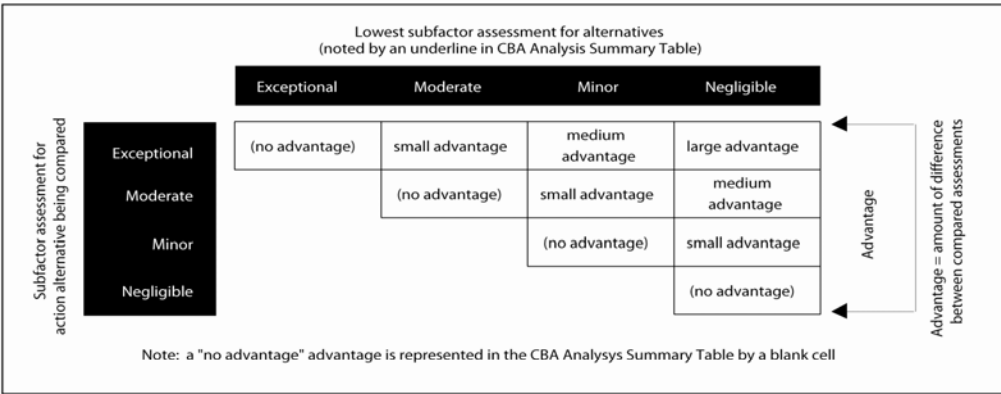 Lowest subfactor assessment for alternatives
(noted by an underline in CBA Analysis Summary Table)
Exceptional Moderate Minor Negligible
Subfactor assessment for
action alternative being compared
Exceptional (no advantage) small advantage medium
advantage large advantage
Moderate (no advantage) small advantage medium
advantage
Minor (no advantage) small advantage
Negligible (no advantage)
Advantage
Advantage = amount of difference
between compared assessments
Note: a "no advantage" advantage is represented in the CBA Analysys Summary Table by a blank cell